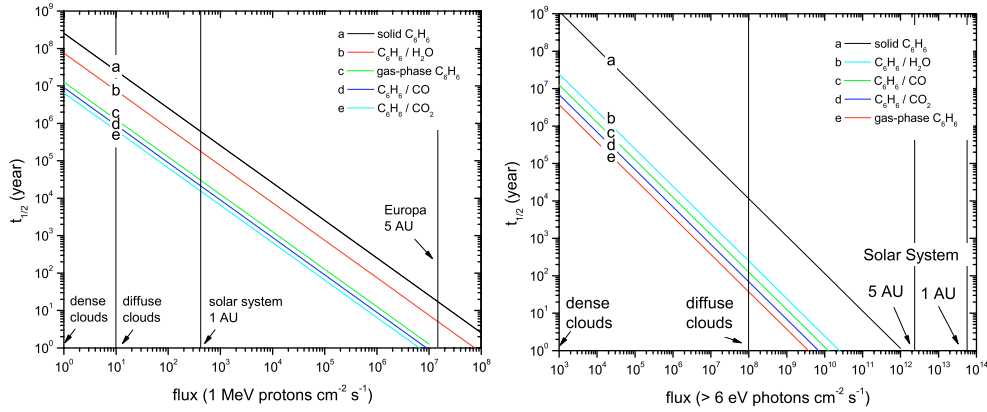 10⁹
10⁸
10⁷
10⁶
10⁵
10⁴
10³
10²
10¹
10⁰
t₁/₂ (year)
a solid C₆H₆
b C₆H₆ / H₂O
c gas-phase C₆H₆
d C₆H₆ / CO
e C₆H₆ / CO₂
a
b
c
d
e
Europa
5 AU
dense
clouds
diffuse
clouds
solar system
1 AU
10⁰ 10¹ 10² 10³ 10⁴ 10⁵ 10⁶ 10⁷ 10⁸
flux (1 MeV protons cm⁻² s⁻¹)
10⁹
10⁸
10⁷
10⁶
10⁵
10⁴
10³
10²
10¹
10⁰
t₁/₂ (year)
a solid C₆H₆
b C₆H₆ / H₂O
c C₆H₆ / CO
d C₆H₆ / CO₂
e gas-phase C₆H₆
a
b
c
d
e
Solar System
5 AU 1 AU
dense
clouds
diffuse
clouds
10³ 10⁴ 10⁵ 10⁶ 10⁷ 10⁸ 10⁹ 10¹⁰ 10¹¹ 10¹² 10¹³ 10¹⁴
flux (> 6 eV photons cm⁻² s⁻¹)